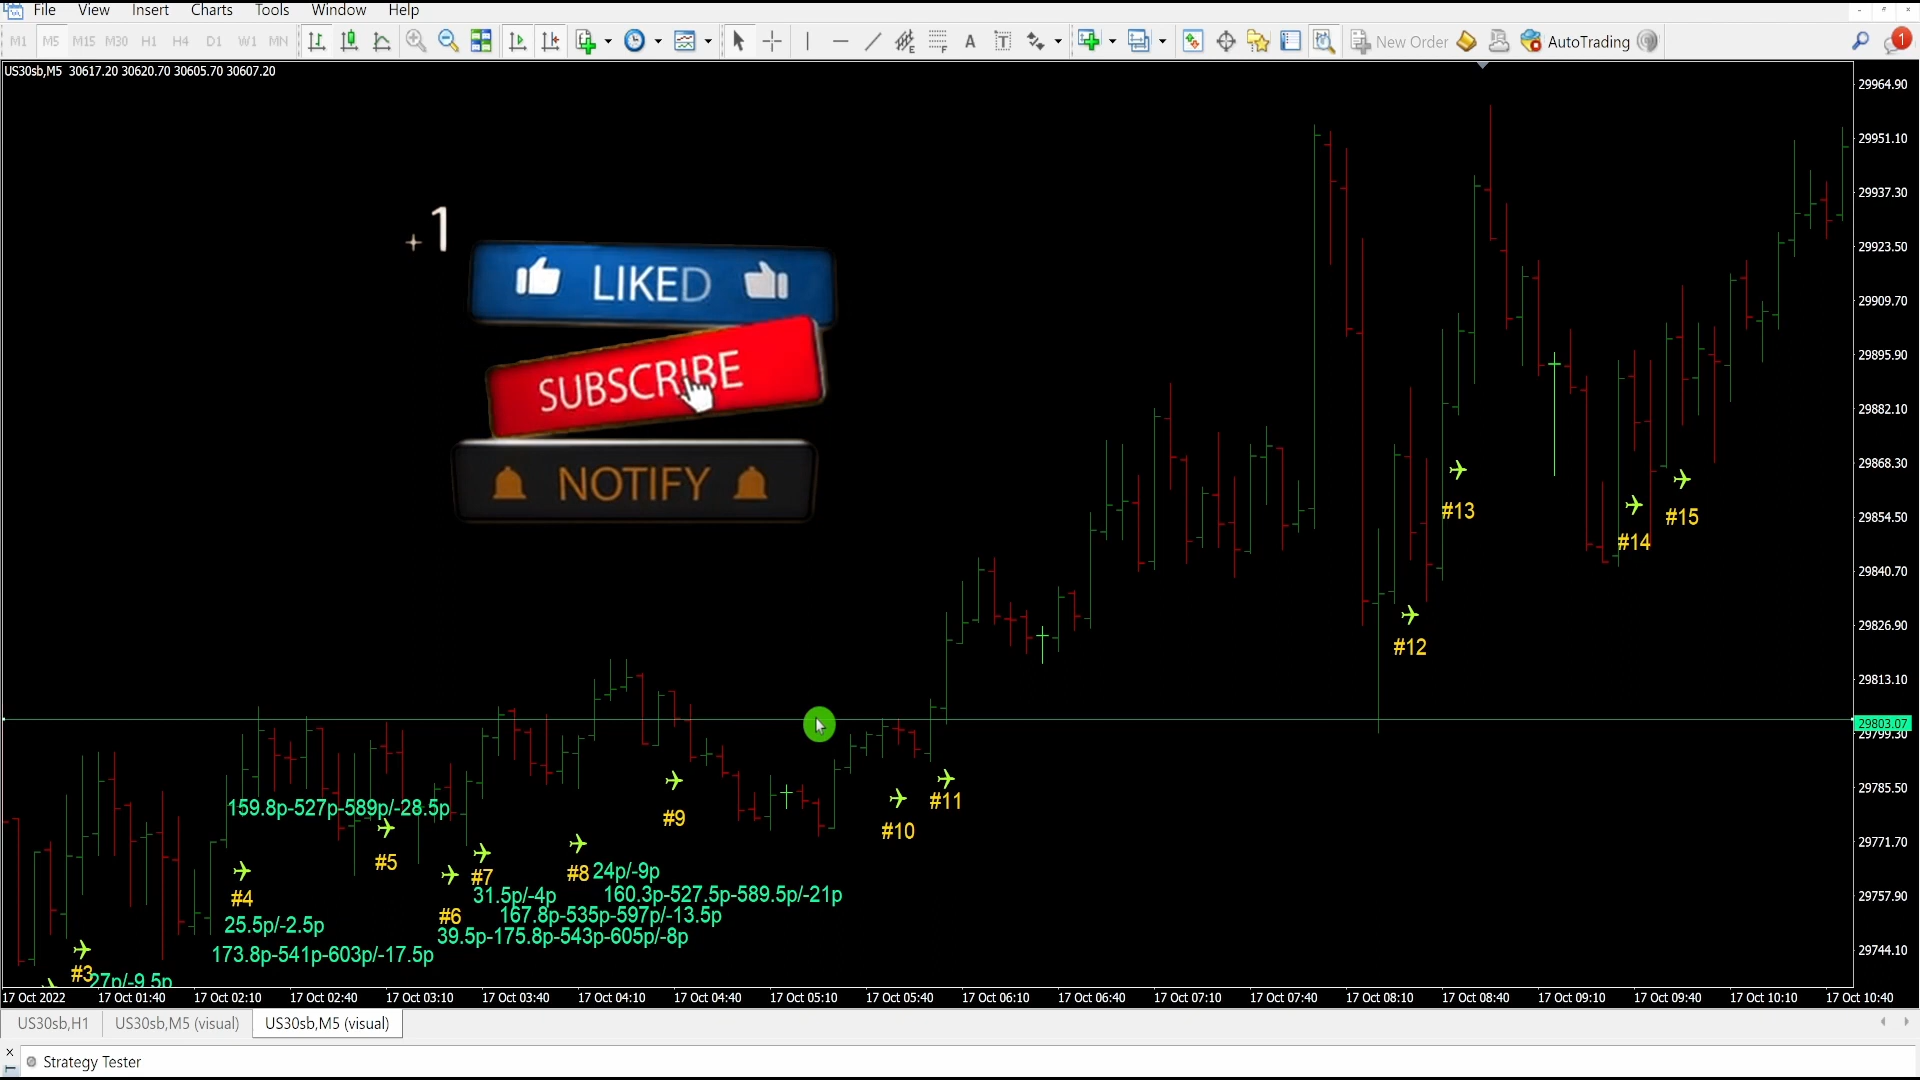 File View Insert Charts Tools Window Help
M1 M5 M15 M30 H1 H4 D1 W1 MN A T E F New Order AutoTrading 1
US30sb,M5 30617.20 30620.70 30605.70 30607.20
29964.90
29951.10
29937.30
29923.50
29909.70
29895.90
29882.10
29868.30
29854.50
29840.70
29826.90
29813.10
29803.07
29799.30
29785.50
29771.70
29757.90
29744.10
+1
LIKED
SUBSCRIBE
NOTIFY
#13
#15
#14
#12
#11
#10
#9
159.8p-527p-589p/-28.5p
#5
#8 24p/-9p
#7
#4
31.5p/-4p
160.3p-527.5p-589.5p/-21p
#6
167.8p-535p-597p/-13.5p
25.5p/-2.5p
39.5p-175.8p-543p-605p/-8p
173.8p-541p-603p/-17.5p
#3
27p/-9.5p
17 Oct 2022 17 Oct 01:40 17 Oct 02:10 17 Oct 02:40 17 Oct 03:10 17 Oct 03:40 17 Oct 04:10 17 Oct 04:40 17 Oct 05:10 17 Oct 05:40 17 Oct 06:10 17 Oct 06:40 17 Oct 07:10 17 Oct 07:40 17 Oct 08:10 17 Oct 08:40 17 Oct 09:10 17 Oct 09:40 17 Oct 10:10 17 Oct 10:40
US30sb,H1 US30sb,M5 (visual) US30sb,M5 (visual)
Strategy Tester